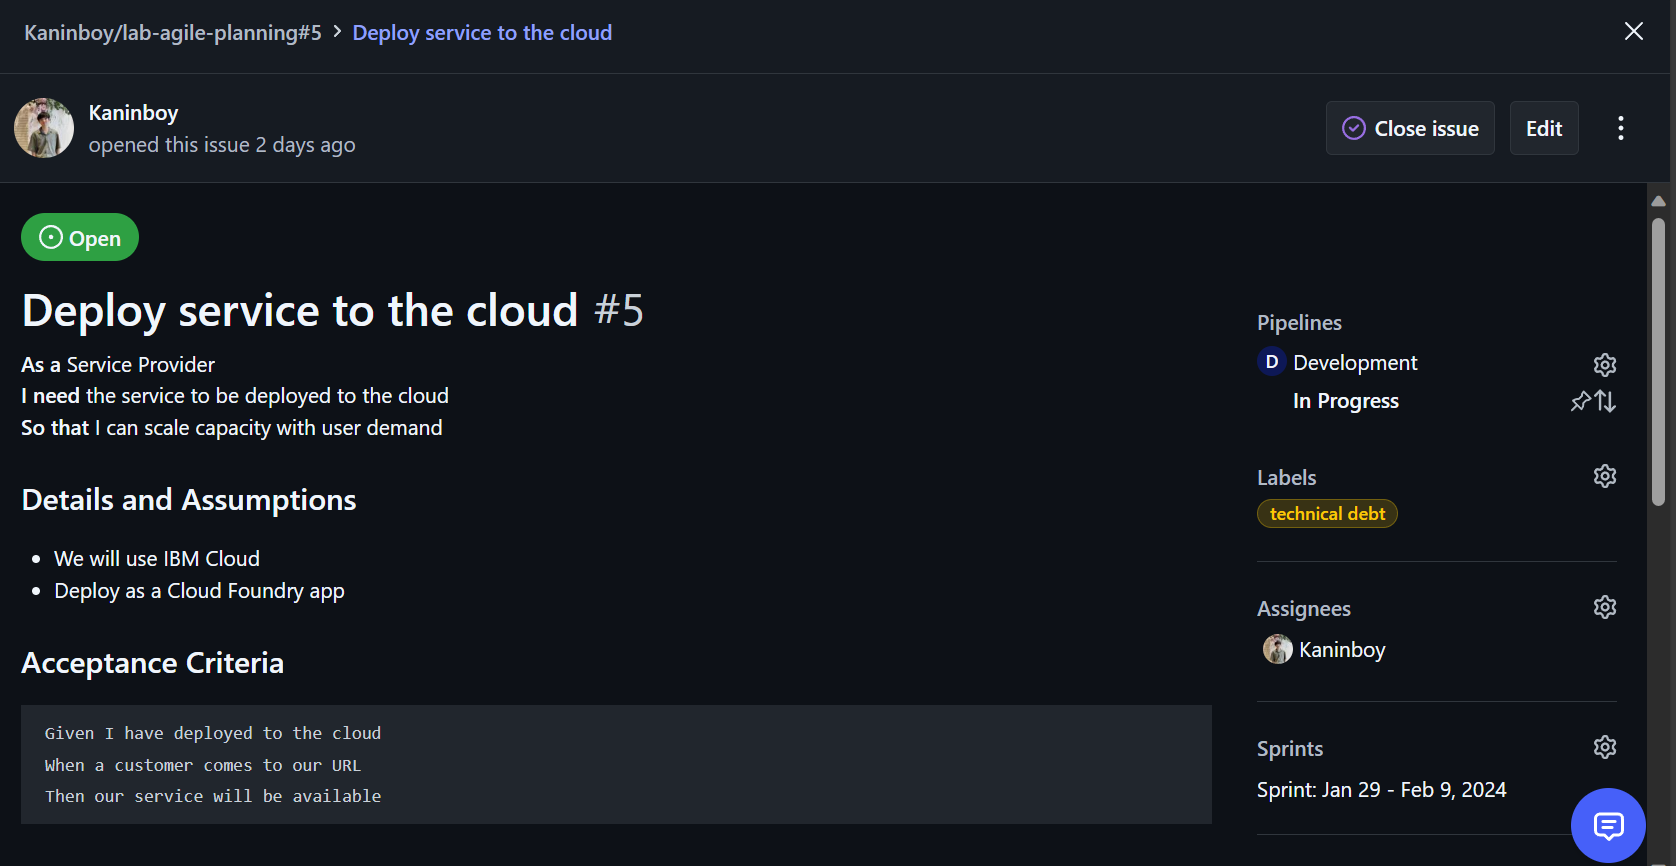 Kaninboy/lab-agile-planning#5 > Deploy service to the cloud
Kaninboy
opened this issue 2 days ago
Close issue
Edit
Open
Deploy service to the cloud #5
As a Service Provider
I need the service to be deployed to the cloud
So that I can scale capacity with user demand
Details and Assumptions
• We will use IBM Cloud
• Deploy as a Cloud Foundry app
Acceptance Criteria
Given I have deployed to the cloud
When a customer comes to our URL
Then our service will be available
Pipelines
D Development
In Progress
Labels
technical debt
Assignees
Kaninboy
Sprints
Sprint: Jan 29 - Feb 9, 2024